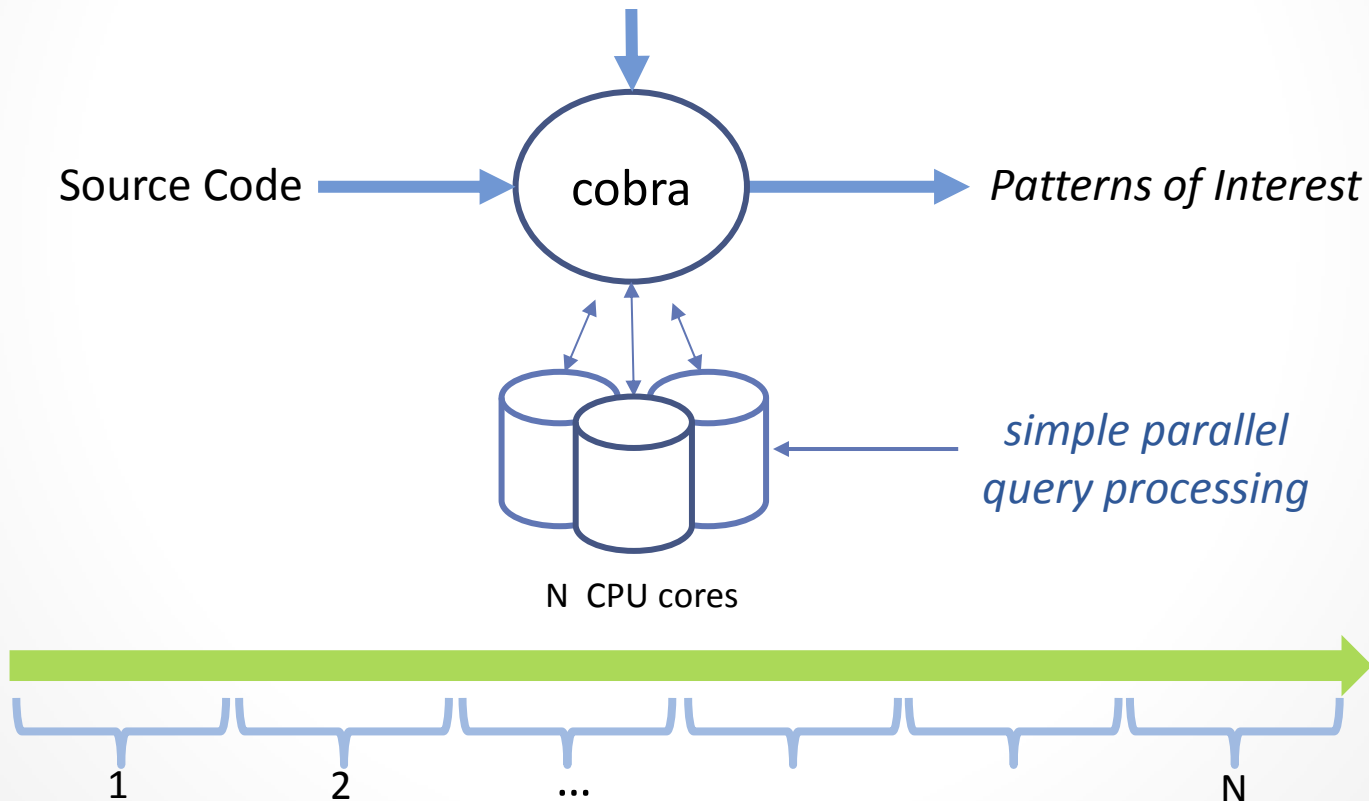 Source Code
cobra
Patterns of Interest
simple parallel
query processing
N CPU cores
1 2 ... N